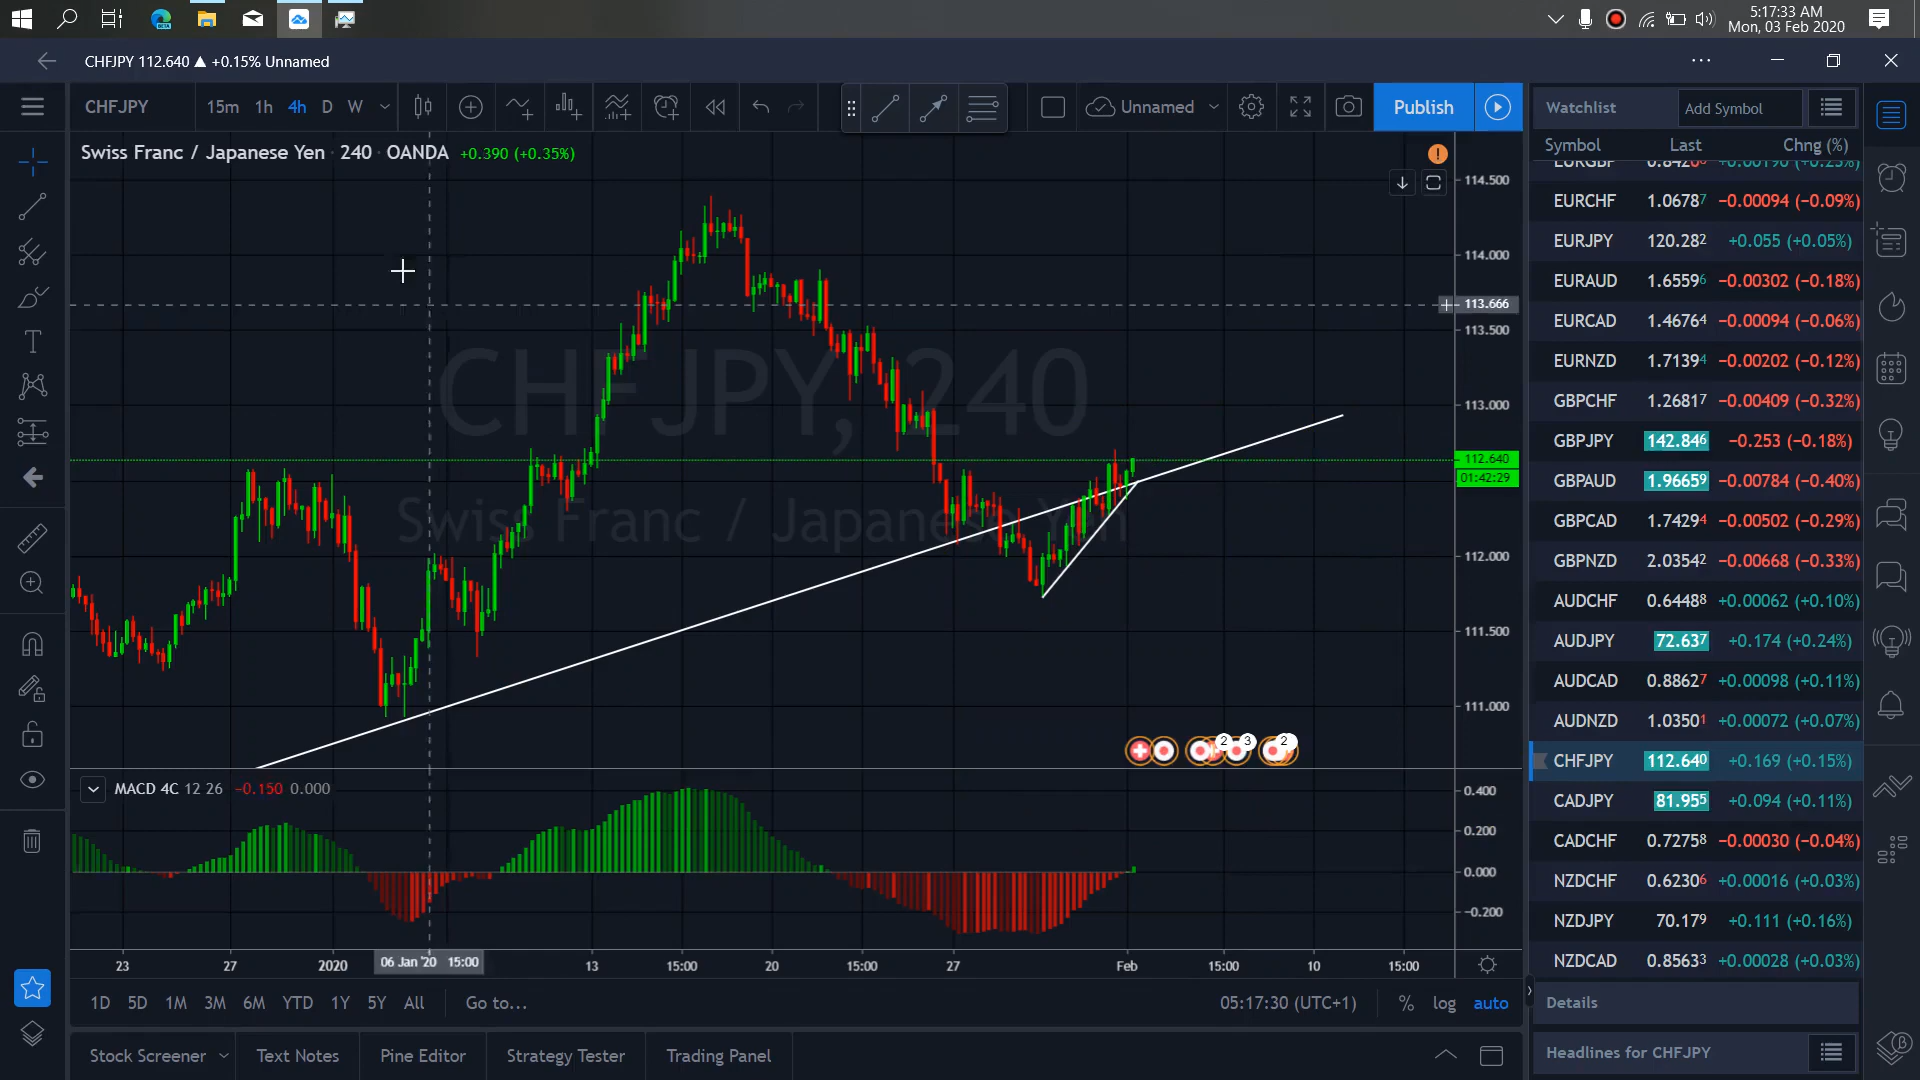 5:17:33 AM
Mon, 03 Feb 2020
CHFJPY 112.640 ▲ +0.15% Unnamed
CHFJPY 15m 1h 4h D W Unnamed Publish
Watchlist Add Symbol
Symbol Last Chng (%)
Swiss Franc / Japanese Yen · 240 · OANDA +0.390 (+0.35%)
CHFJPY, 240
Swiss Franc / Japanese Yen
114.500
114.000
113.666
113.500
113.000
112.640
01:42:29
112.000
111.500
111.000
2 3 2
MACD 4C 12 26 −0.150 0.000
0.400
0.200
0.000
−0.200
23 27 2020 06 Jan '20 15:00 13 15:00 20 15:00 27 Feb 15:00 10 15:00
1D 5D 1M 3M 6M YTD 1Y 5Y All Go to... 05:17:30 (UTC+1) % log auto
Stock Screener Text Notes Pine Editor Strategy Tester Trading Panel
EURGBP 0.84206 +0.00190 (+0.23%)
EURCHF 1.06787 −0.00094 (−0.09%)
EURJPY 120.282 +0.055 (+0.05%)
EURAUD 1.65596 −0.00302 (−0.18%)
EURCAD 1.46764 −0.00094 (−0.06%)
EURNZD 1.71394 −0.00202 (−0.12%)
GBPCHF 1.26817 −0.00409 (−0.32%)
GBPJPY 142.846 −0.253 (−0.18%)
GBPAUD 1.96659 −0.00784 (−0.40%)
GBPCAD 1.74294 −0.00502 (−0.29%)
GBPNZD 2.03542 −0.00668 (−0.33%)
AUDCHF 0.64488 +0.00062 (+0.10%)
AUDJPY 72.637 +0.174 (+0.24%)
AUDCAD 0.88627 +0.00098 (+0.11%)
AUDNZD 1.03501 +0.00072 (+0.07%)
CHFJPY 112.640 +0.169 (+0.15%)
CADJPY 81.955 +0.094 (+0.11%)
CADCHF 0.72758 −0.00030 (−0.04%)
NZDCHF 0.62306 +0.00016 (+0.03%)
NZDJPY 70.179 +0.111 (+0.16%)
NZDCAD 0.85633 +0.00028 (+0.03%)
Details
Headlines for CHFJPY